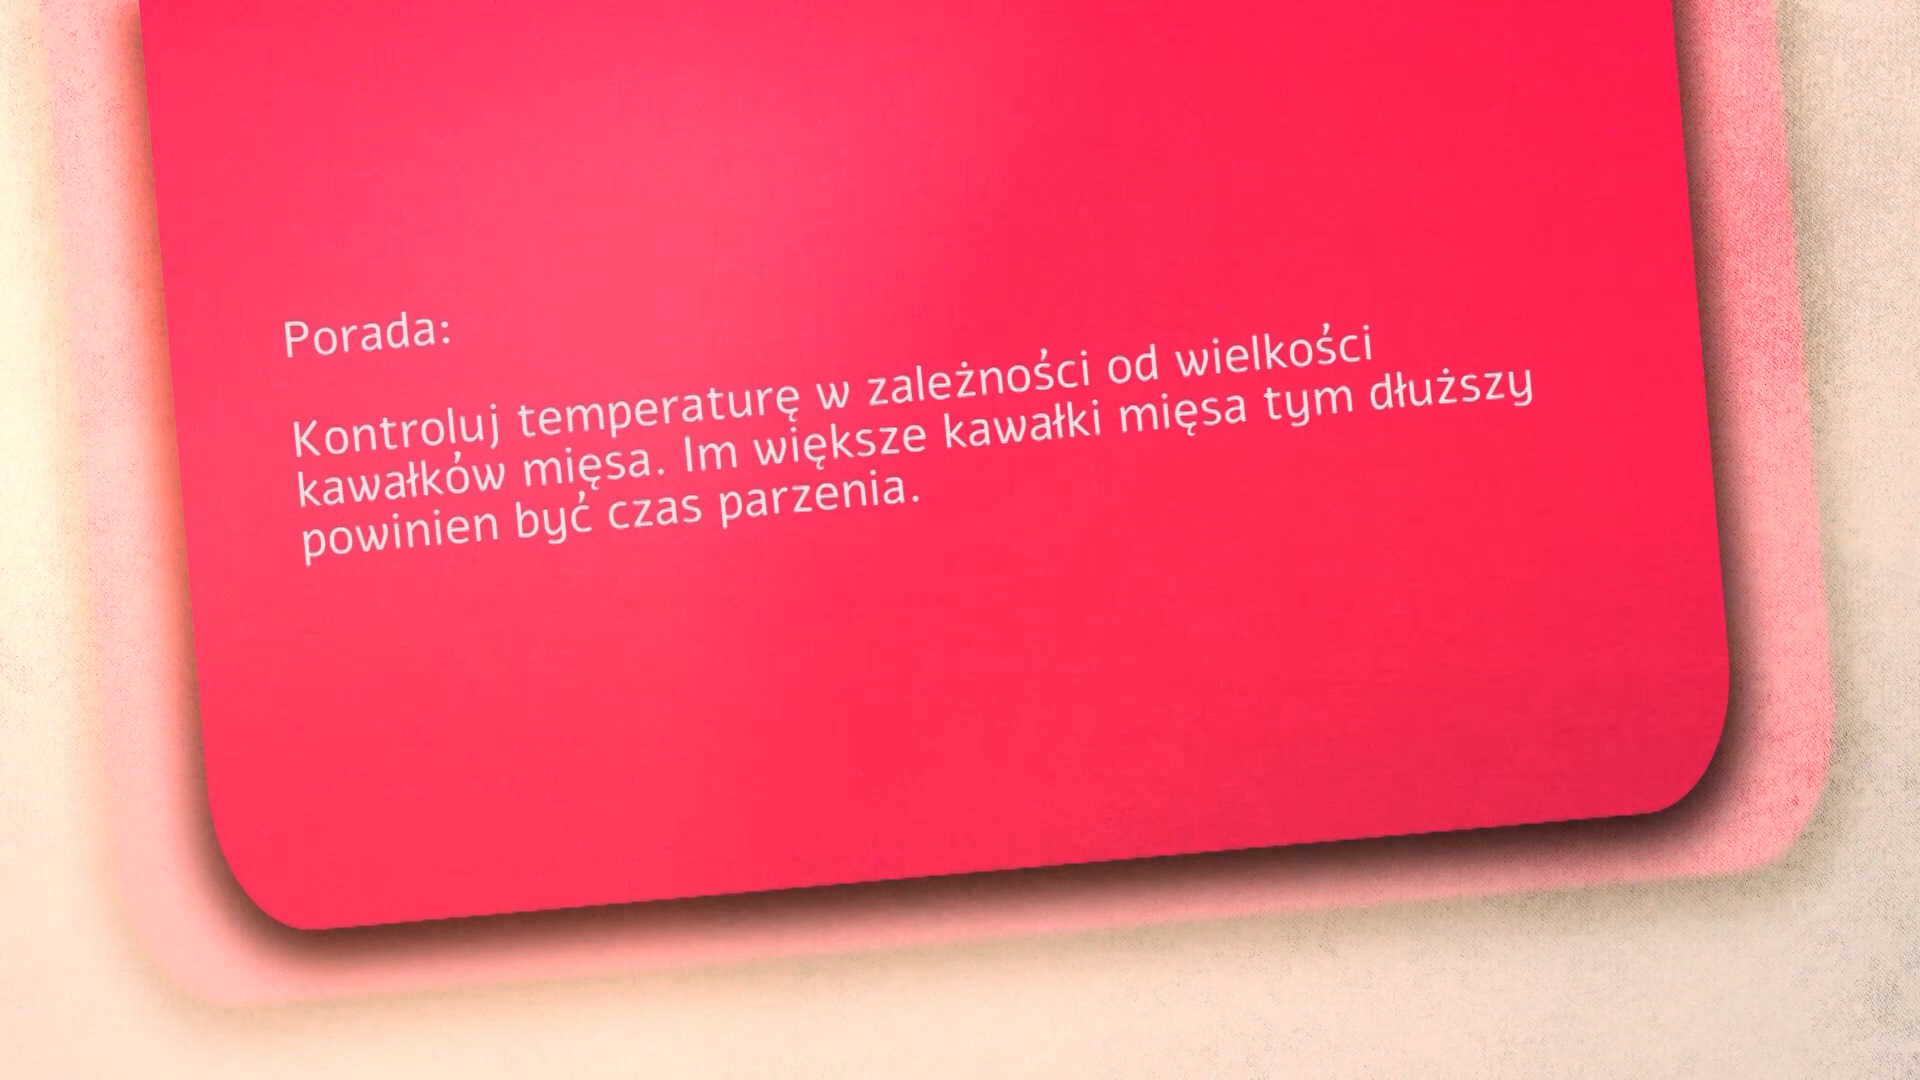 Porada:
Kontroluj temperaturę w zależności od wielkości
kawałków mięsa. Im większe kawałki mięsa tym dłuższy
powinien być czas parzenia.